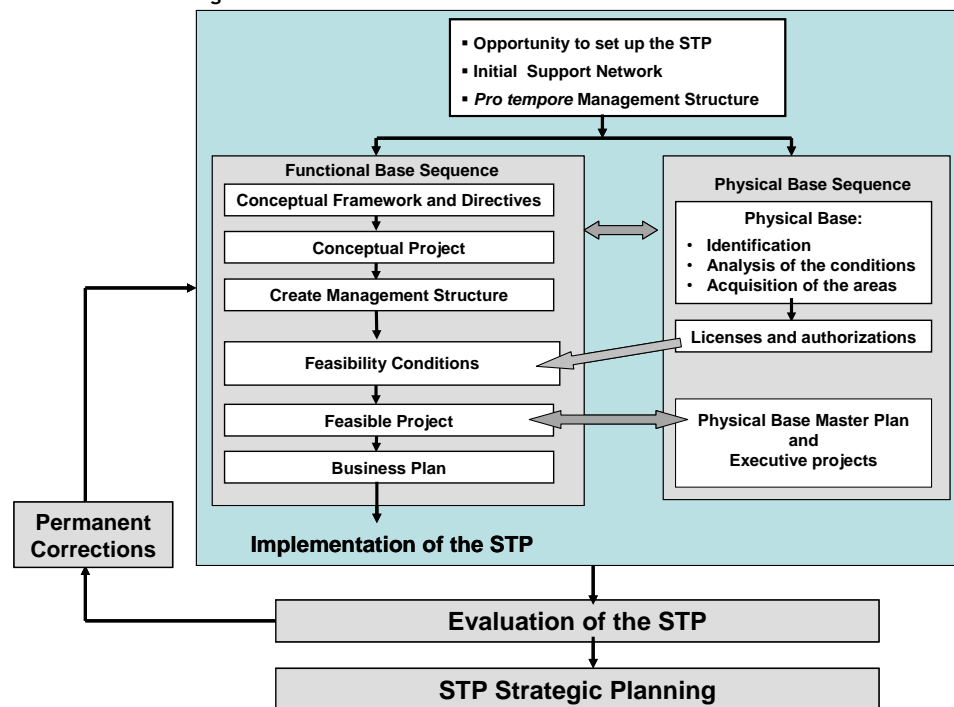 ▪ Opportunity to set up the STP
▪ Initial Support Network
▪ Pro tempore Management Structure
Functional Base Sequence
Conceptual Framework and Directives
Conceptual Project
Create Management Structure
Feasibility Conditions
Feasible Project
Business Plan
Implementation of the STP
Physical Base Sequence
Physical Base:
• Identification
• Analysis of the conditions
• Acquisition of the areas
Licenses and authorizations
Physical Base Master Plan
and
Executive projects
Permanent
Corrections
Evaluation of the STP
STP Strategic Planning